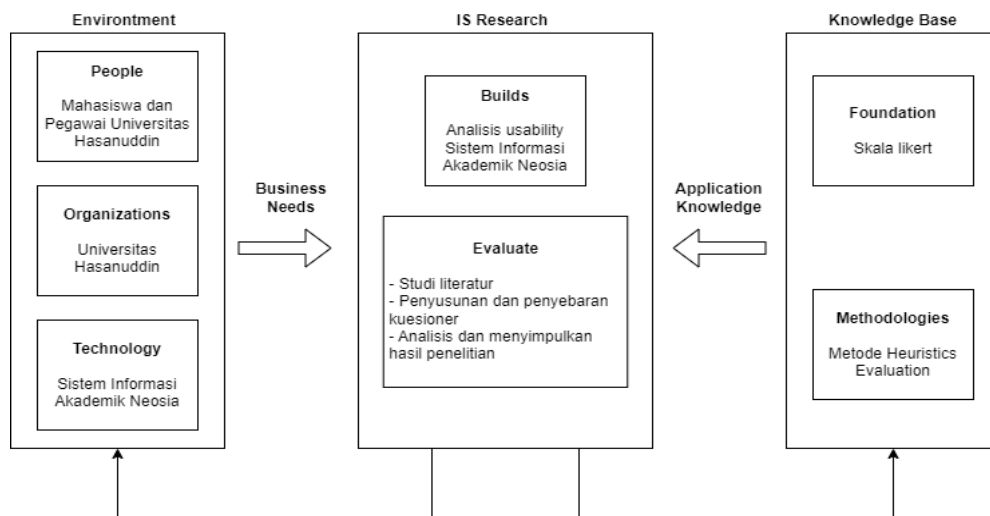 Environtment
People
Mahasiswa dan
Pegawai Universitas
Hasanuddin
Organizations
Universitas
Hasanuddin
Technology
Sistem Informasi
Akademik Neosia
Business
Needs
IS Research
Builds
Analisis usability
Sistem Informasi
Akademik Neosia
Evaluate
- Studi literatur
- Penyusunan dan penyebaran
kuesioner
- Analisis dan menyimpulkan
hasil penelitian
Application
Knowledge
Knowledge Base
Foundation
Skala likert
Methodologies
Metode Heuristics
Evaluation